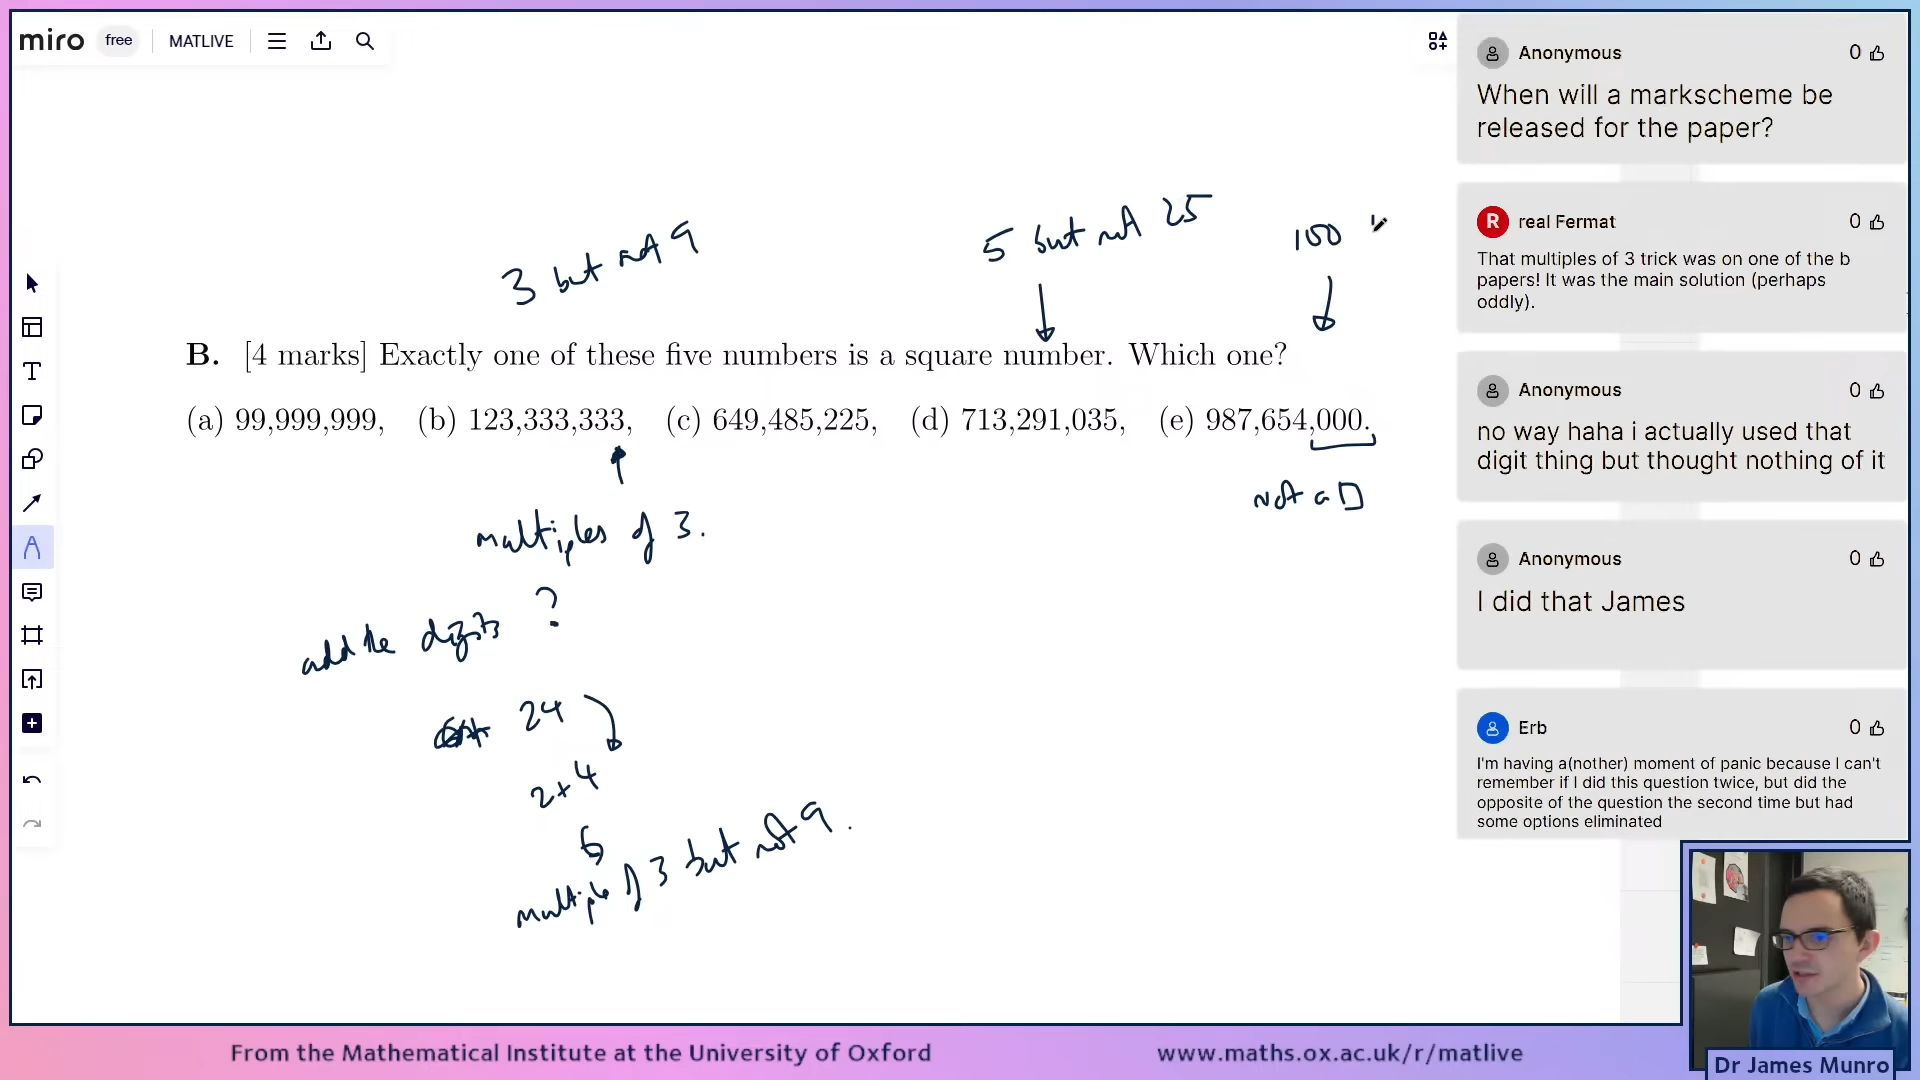 miro free MATLIVE
3 but not 9
5 but not 25
100
B. [4 marks] Exactly one of these five numbers is a square number. Which one?
(a) 99,999,999, (b) 123,333,333, (c) 649,485,225, (d) 713,291,035, (e) 987,654,000.
not a □
multiples of 3.
?
add the digits
24
2+4
6
multiple of 3 but not 9.
Anonymous 0
When will a markscheme be
released for the paper?
R real Fermat 0
That multiples of 3 trick was on one of the b
papers! It was the main solution (perhaps
oddly).
Anonymous 0
no way haha i actually used that
digit thing but thought nothing of it
Anonymous 0
I did that James
Erb 0
I'm having a(nother) moment of panic because I can't
remember if I did this question twice, but did the
opposite of the question the second time but had
some options eliminated
From the Mathematical Institute at the University of Oxford
www.maths.ox.ac.uk/r/matlive
Dr James Munro